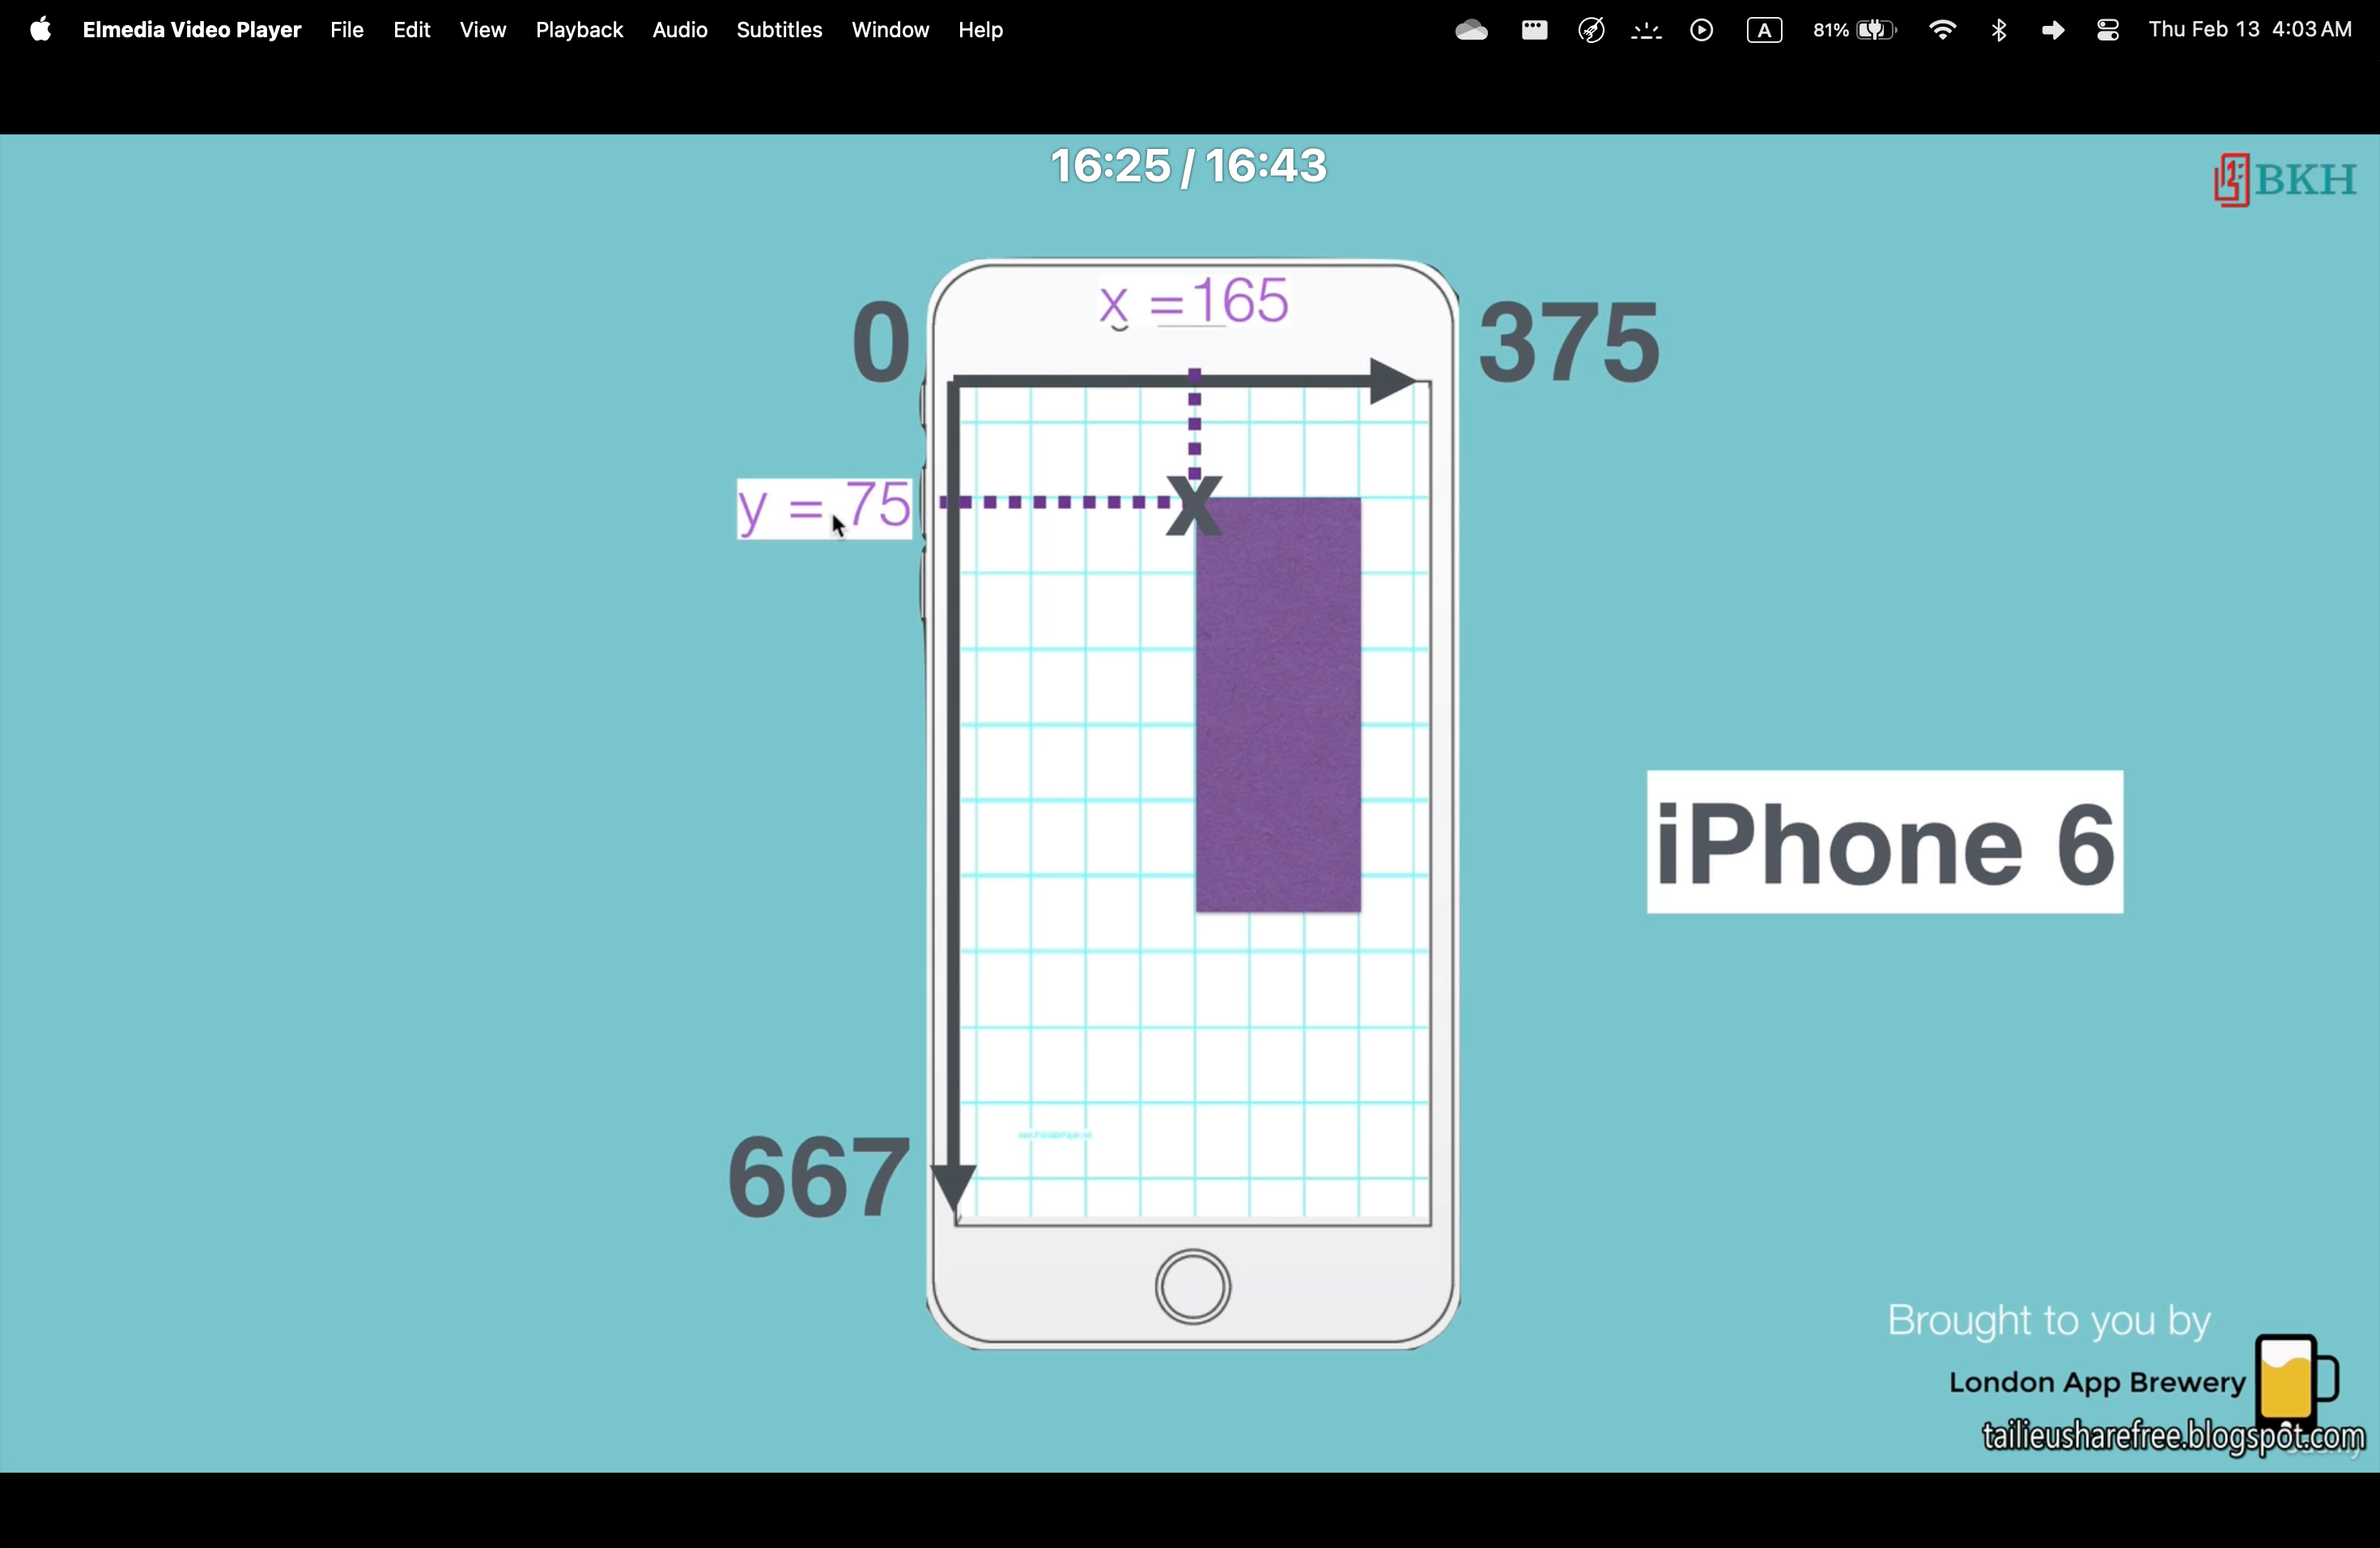 Elmedia Video Player File Edit View Playback Audio Subtitles Window Help A 81% Thu Feb 13 4:03 AM
16:25 / 16:43
BKH
x =165
0
375
y = 75
iPhone 6
667
Brought to you by
London App Brewery
tailieusharefree.blogspot.com